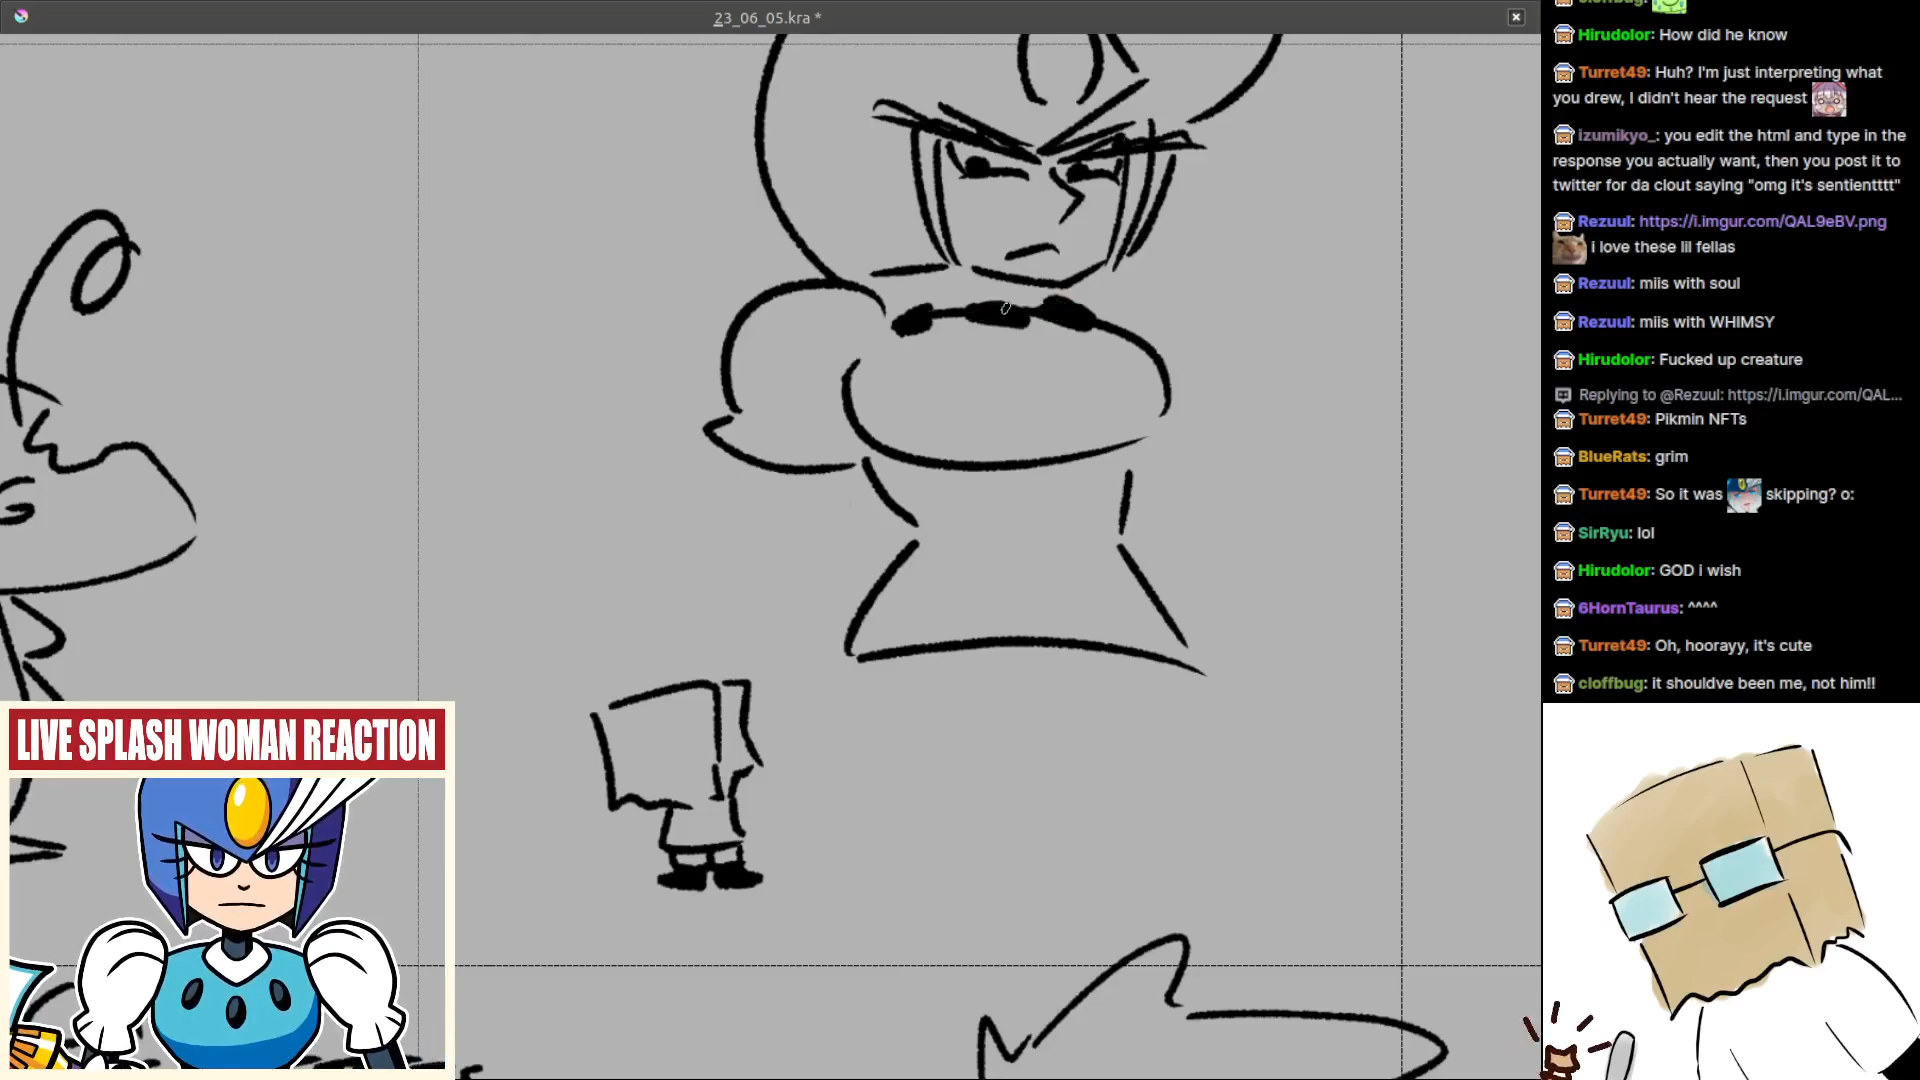 23_06_05.kra *
Hirudolor: How did he know
Turret49: Huh? I'm just interpreting what
you drew, I didn't hear the request
izumikyo_: you edit the html and type in the
response you actually want, then you post it to
twitter for da clout saying "omg it's sentientttt"
Rezuul: https://i.imgur.com/QAL9eBV.png
i love these lil fellas
Rezuul: miis with soul
Rezuul: miis with WHIMSY
Hirudolor: Fucked up creature
Replying to @Rezuul: https://i.imgur.com/QAL...
Turret49: Pikmin NFTs
BlueRats: grim
Turret49: So it was skipping? o:
SirRyu: lol
Hirudolor: GOD i wish
6HornTaurus: ^^^^
Turret49: Oh, hoorayy, it's cute
cloffbug: it shouldve been me, not him!!
LIVE SPLASH WOMAN REACTION